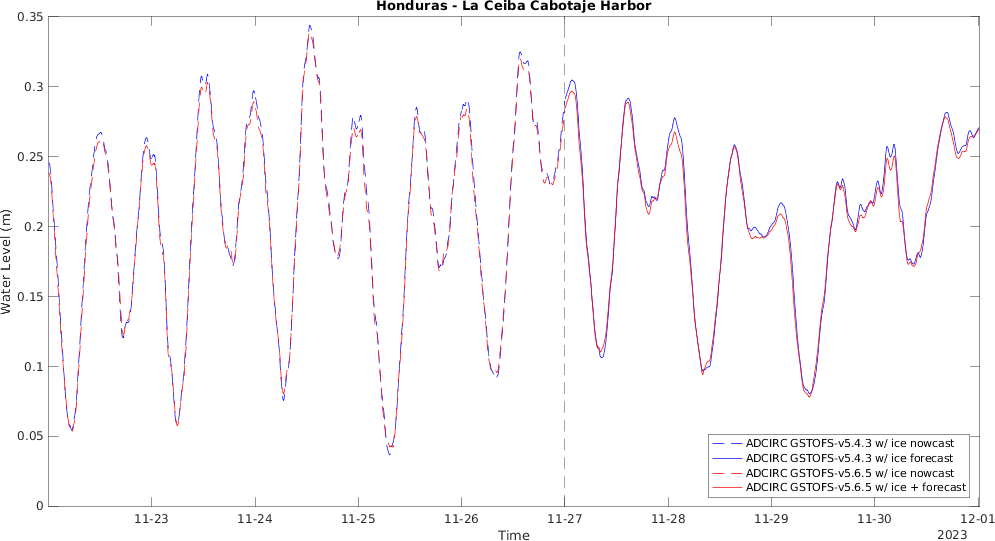 Honduras - La Ceiba Cabotaje Harbor
0.35
0.3
0.25
0.2
0.15
0.1
0.05
0
Water Level (m)
ADCIRC GSTOFS-v5.4.3 w/ ice nowcast
ADCIRC GSTOFS-v5.4.3 w/ ice forecast
ADCIRC GSTOFS-v5.6.5 w/ ice nowcast
ADCIRC GSTOFS-v5.6.5 w/ ice + forecast
11-23 11-24 11-25 11-26 11-27 11-28 11-29 11-30 12-01
Time
2023